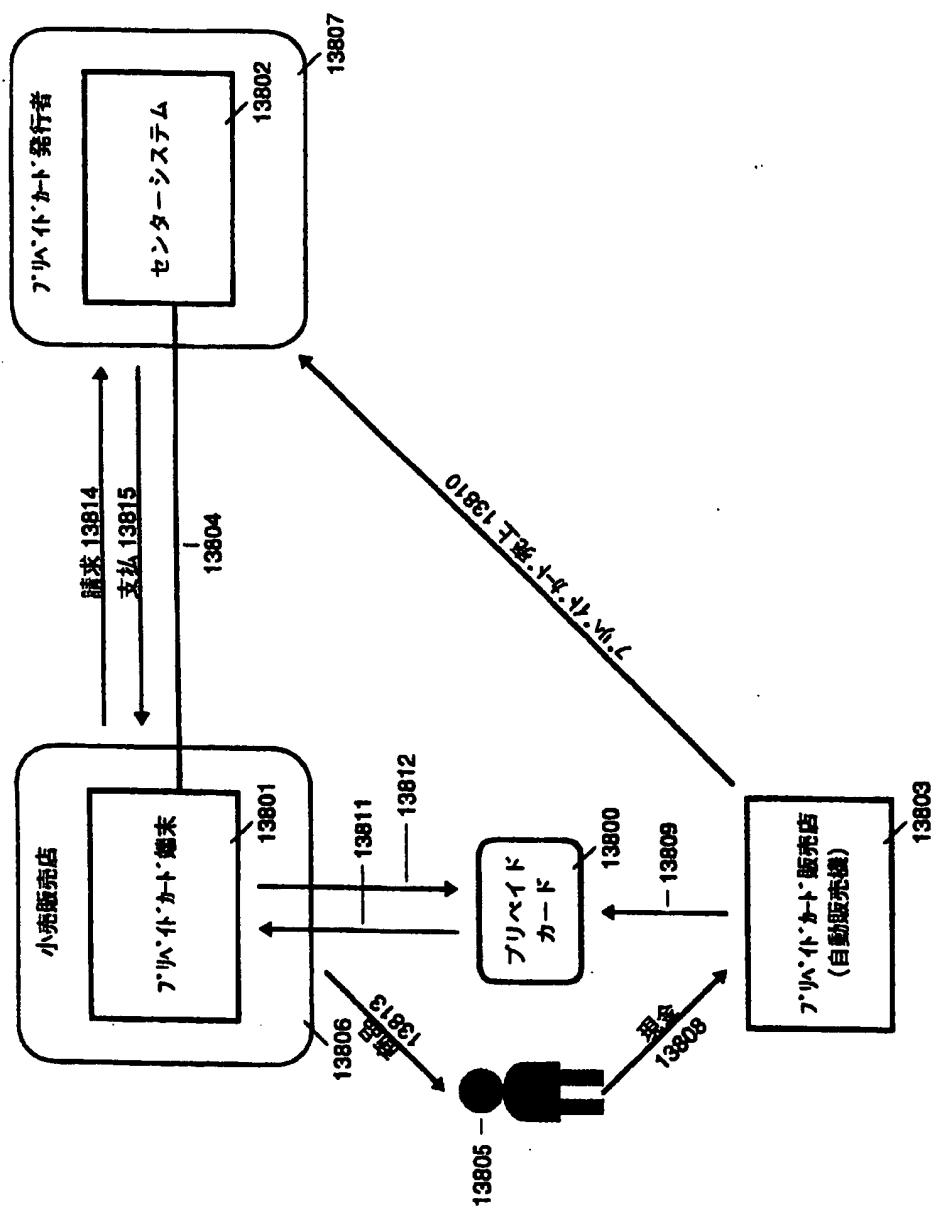 プリペイドカード発行者
センターシステム
13802
13807
請求 13814
支払 13815
13804
プリペイドカード売上 13810
小売販売店
プリペイドカード端末
13801
13806
13811
13812
商品
13813
プリペイド
カード
13800
13809
13805
現金
13808
プリペイドカード販売店
(自動販売機)
13803